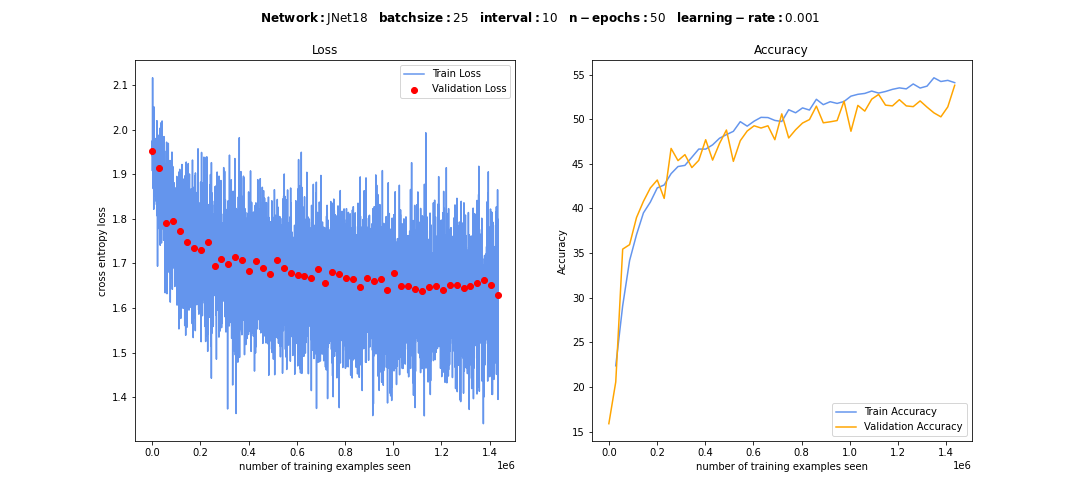 Network: JNet18 batchsize: 25 interval: 10 n−epochs: 50 learning−rate: 0.001
Loss
Train Loss
Validation Loss
cross entropy loss
2.1
2.0
1.9
1.8
1.7
1.6
1.5
1.4
0.0 0.2 0.4 0.6 0.8 1.0 1.2 1.4
1e6
number of training examples seen
Accuracy
Accuracy
55
50
45
40
35
30
25
20
15
Train Accuracy
Validation Accuracy
0.0 0.2 0.4 0.6 0.8 1.0 1.2 1.4
1e6
number of training examples seen